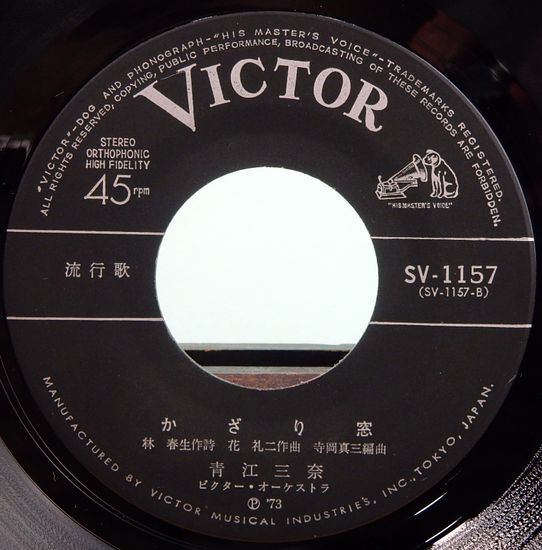 "VICTOR"–DOG AND PHONOGRAPH–"HIS MASTER'S VOICE"–TRADEMARKS REGISTERED.
ALL RIGHTS RESERVED, COPYING, PUBLIC PERFORMANCE, BROADCASTING OF THESE RECORDS ARE FORBIDDEN.
VICTOR
STEREO
ORTHOPHONIC
HIGH FIDELITY
45rpm
"HIS MASTER'S VOICE"
流行歌
SV-1157
(SV-1157-B)
かざり窓
林 春生作詩 花 礼二作曲 寺岡真三編曲
青江三奈
ビクター・オーケストラ
Ⓟ '73
MANUFACTURED BY VICTOR MUSICAL INDUSTRIES, INC., TOKYO, JAPAN.